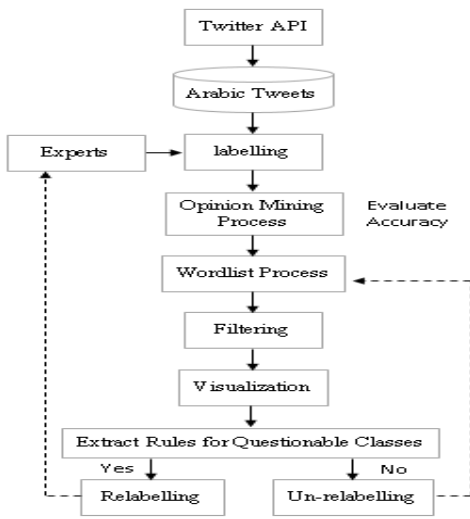 Twitter API
Arabic Tweets
Experts
labelling
Opinion Mining
Process
Evaluate
Accuracy
Wordlist Process
Filtering
Visualization
Extract Rules for Questionable Classes
Yes
No
Relabelling
Un-relabelling